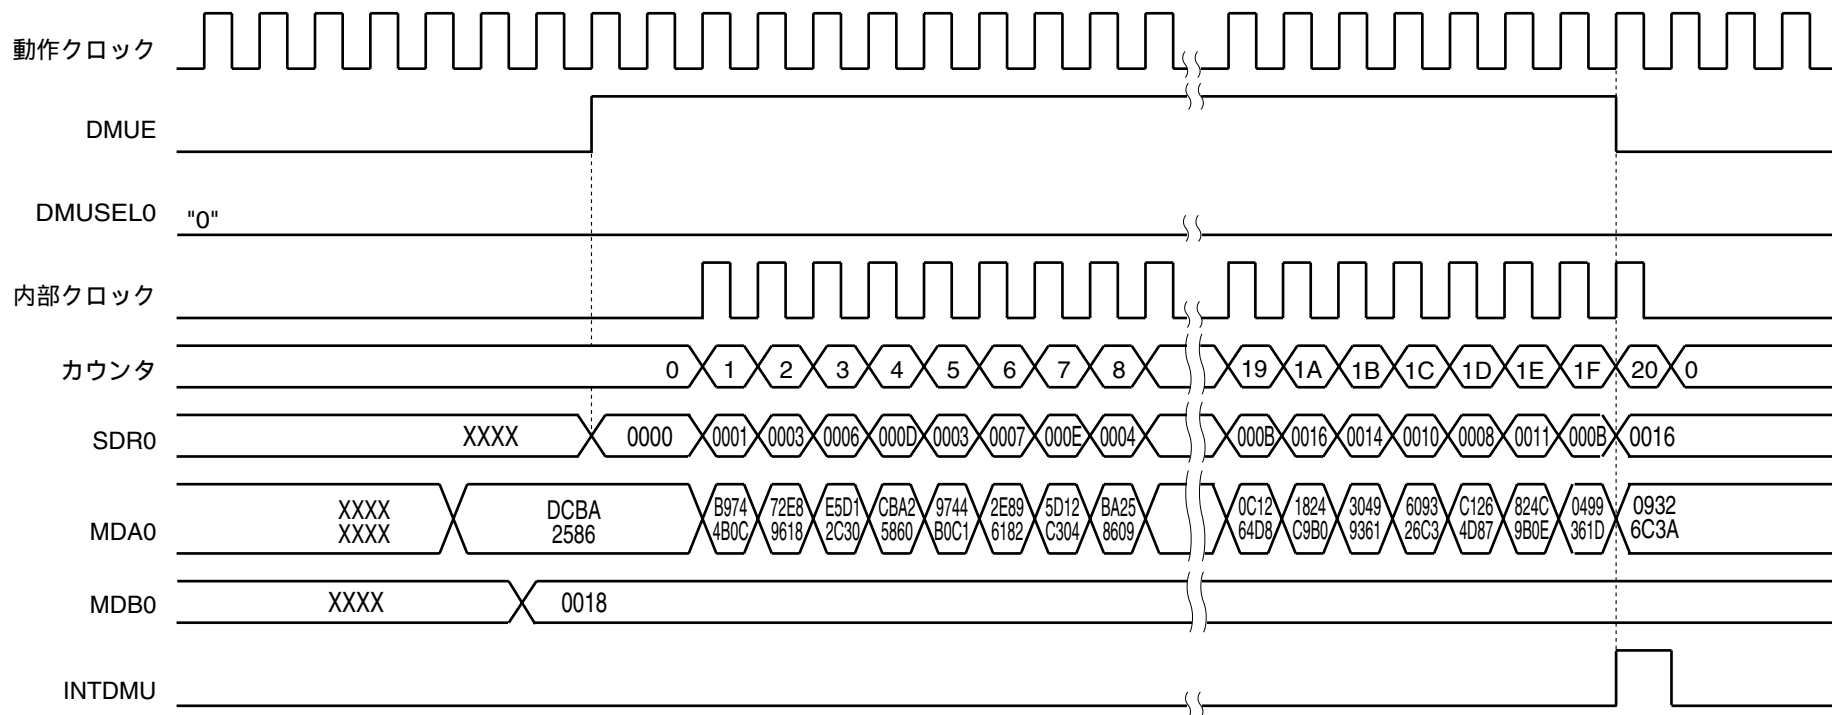 動作クロック
DMUE
DMUSEL0 "0"
内部クロック
カウンタ 0 1 2 3 4 5 6 7 8 19 1A 1B 1C 1D 1E 1F 20 0
SDR0 XXXX 0000 0001 0003 0006 000D 0003 0007 000E 0004 000B 0016 0014 0010 0008 0011 000B 0016
XXXX DCBA B974 72E8 E5D1 CBA2 9744 2E89 5D12 BA25 0C12 1824 3049 6093 C126 824C 0499 0932
MDA0 XXXX 2586 4B0C 9618 2C30 5860 B0C1 6182 C304 8609 64D8 C9B0 9361 26C3 4D87 9B0E 361D 6C3A
MDB0 XXXX 0018
INTDMU